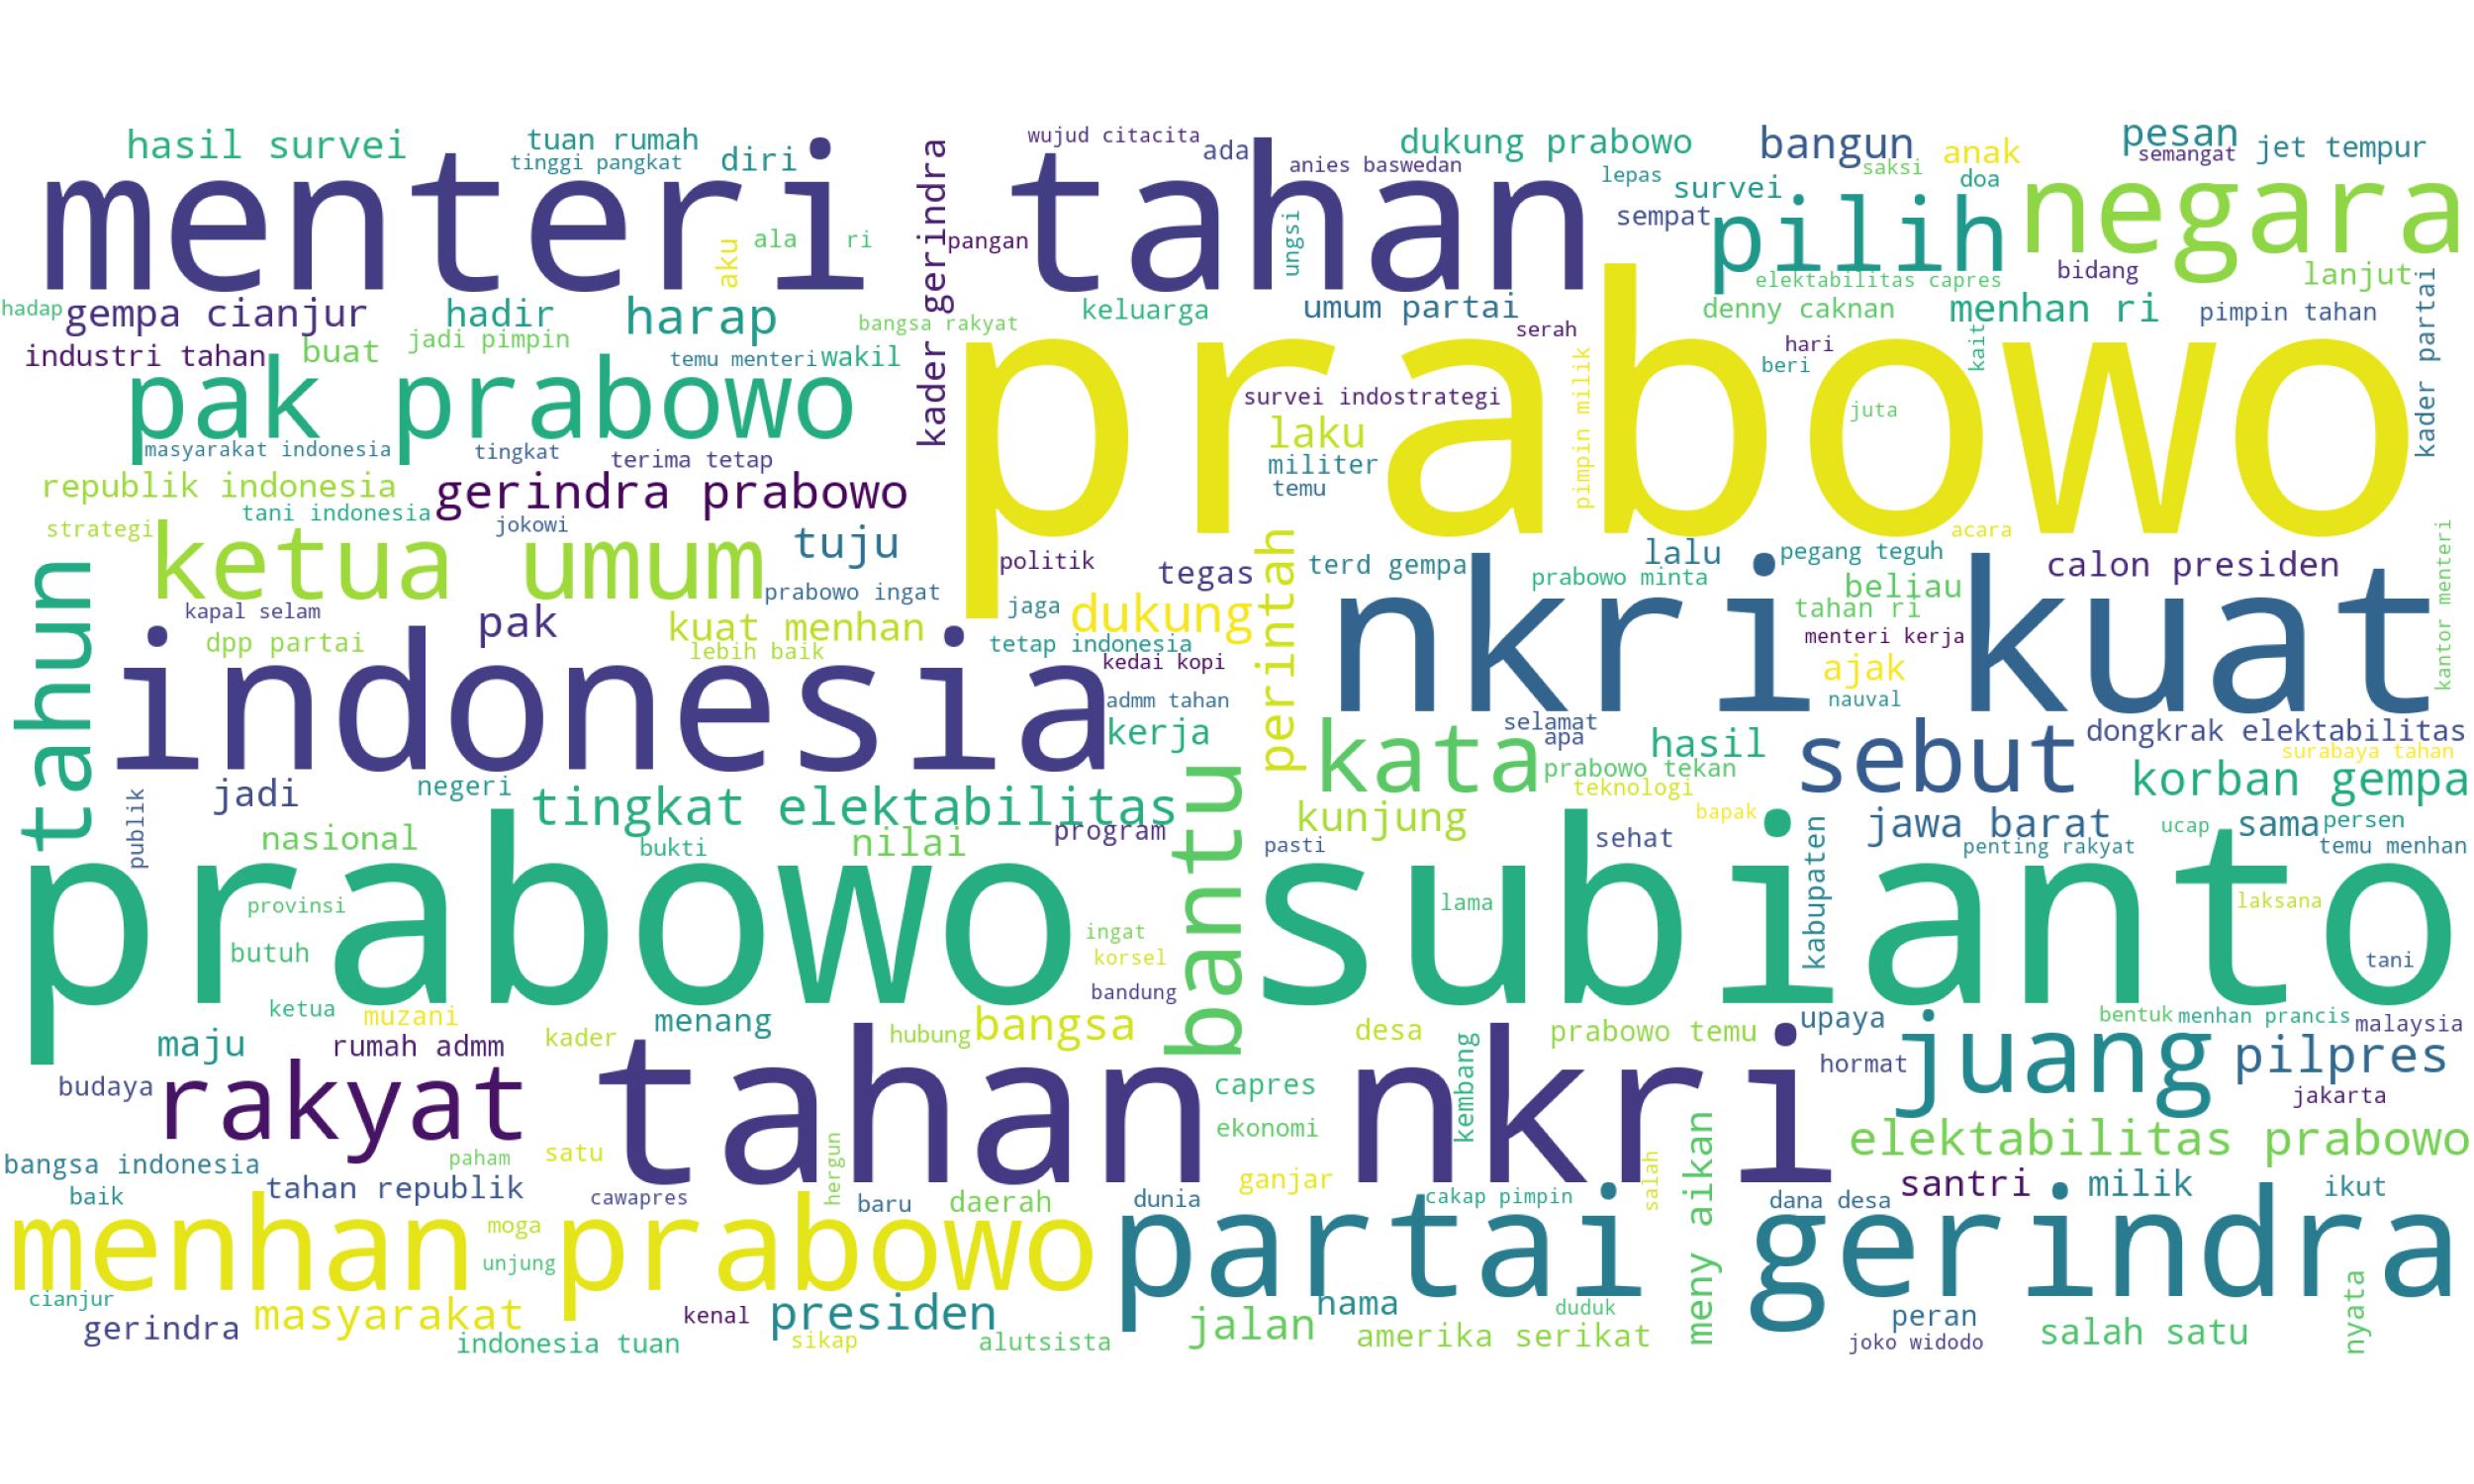 hasil survei
tuan rumah
tinggi pangkat
diri
menteri
aku
ala
ri
kader gerindra
wujud citacita
ada
anies baswedan
dukung prabowo
tahan
pangan
ungsi
lepas
survei
sempat
bangun
saksi
anak
doa
pesan
semangat
jet tempur
pilih
negara
elektabilitas capres
bidang
lanjut
hadap
gempa cianjur
hadir
harap
bangsa rakyat
keluarga
umum partai
serah
denny caknan
menhan ri
pimpin tahan
kader partai
industri tahan
buat
jadi pimpin
temu menteri
wakil
hari
beri
kait
pak prabowo
prabowo
survei indostrategi
pimpin milik
juta
laku
militer
temu
masyarakat indonesia
tingkat
terima tetap
republik indonesia
gerindra prabowo
tani indonesia
strategi
jokowi
acara
ketua umum
tuju
politik
tegas
perintah
terd gempa
lalu
prabowo minta
pegang teguh
beliau
calon presiden
kantor menteri
tahun
prabowo ingat
kapal selam
pak
jaga
dukung
nkri kuat
tahan ri
menteri kerja
ajak
nauval
dpp partai
kuat menhan
lebih baik
tetap indonesia
kedai kopi
indonesia
admm tahan
kerja
kata
selamat
apa
hasil
sebut
dongkrak elektabilitas
surabaya tahan
prabowo tekan
teknologi
korban gempa
jadi
negeri
publik
tingkat elektabilitas
bantu
kunjung
bapak
jawa barat
ucap
sama
persen
nasional
bukti
nilai
program
pasti
sehat
kabupaten
penting rakyat
temu menhan
prabowo subianto
provinsi
butuh
ingat
korsel
bandung
lama
laksana
tani
ketua
muzani
menang
hubung
bangsa
desa
prabowo temu
upaya
bentuk
menhan prancis
malaysia
maju
rumah admm
kader
kembang
hormat
juang
pilpres
budaya
rakyat
tahan nkri
capres
ekonomi
jakarta
elektabilitas prabowo
bangsa indonesia
paham
satu
hergun
ganjar
salah
meny aikan
baik
tahan republik
cawapres
baru
daerah
dunia
cakap pimpin
dana desa
santri
milik
ikut
menhan prabowo
moga
unjung
partai gerindra
cianjur
gerindra
masyarakat
kenal
presiden
jalan
hama
duduk
peran
nyata
indonesia tuan
sikap
alutsista
amerika serikat
joko widodo
salah satu